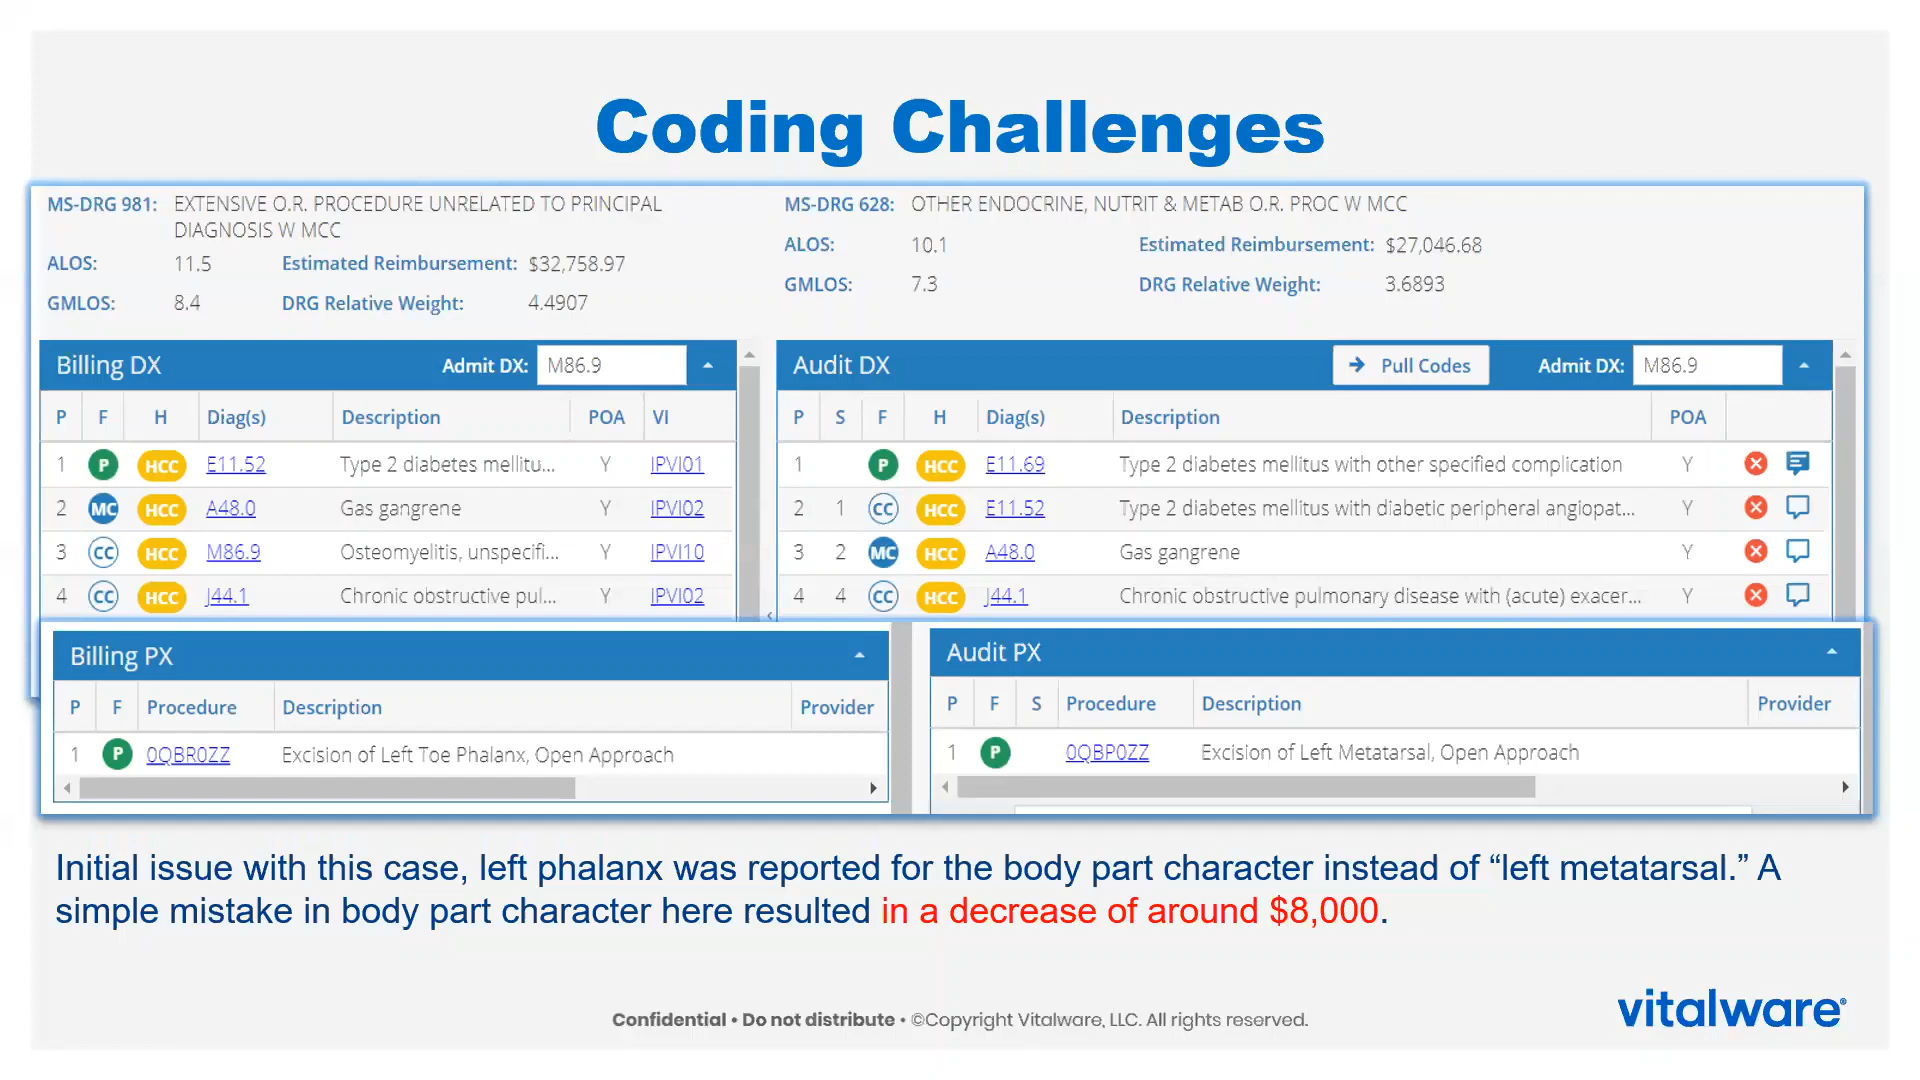 Coding Challenges
MS-DRG 981: EXTENSIVE O.R. PROCEDURE UNRELATED TO PRINCIPAL
DIAGNOSIS W MCC
ALOS: 11.5 Estimated Reimbursement: $32,758.97
GMLOS: 8.4 DRG Relative Weight: 4.4907
MS-DRG 628: OTHER ENDOCRINE, NUTRIT & METAB O.R. PROC W MCC
ALOS: 10.1 Estimated Reimbursement: $27,046.68
GMLOS: 7.3 DRG Relative Weight: 3.6893
Billing DX Admit DX: M86.9
P F H Diag(s) Description POA VI
1 P HCC E11.52 Type 2 diabetes mellitu... Y IPVI01
2 MC HCC A48.0 Gas gangrene Y IPVI02
3 CC HCC M86.9 Osteomyelitis, unspecifi... Y IPVI10
4 CC HCC J44.1 Chronic obstructive pul... Y IPVI02
Audit DX Pull Codes Admit DX: M86.9
P S F H Diag(s) Description POA
1 P HCC E11.69 Type 2 diabetes mellitus with other specified complication Y
2 1 CC HCC E11.52 Type 2 diabetes mellitus with diabetic peripheral angiopat... Y
3 2 MC HCC A48.0 Gas gangrene Y
4 4 CC HCC J44.1 Chronic obstructive pulmonary disease with (acute) exacer... Y
Billing PX
P F Procedure Description Provider
1 P 0QBR0ZZ Excision of Left Toe Phalanx, Open Approach
Audit PX
P F S Procedure Description Provider
1 P 0QBP0ZZ Excision of Left Metatarsal, Open Approach
Initial issue with this case, left phalanx was reported for the body part character instead of “left metatarsal.” A
simple mistake in body part character here resulted in a decrease of around $8,000.
Confidential • Do not distribute • ©Copyright Vitalware, LLC. All rights reserved.
vitalware®